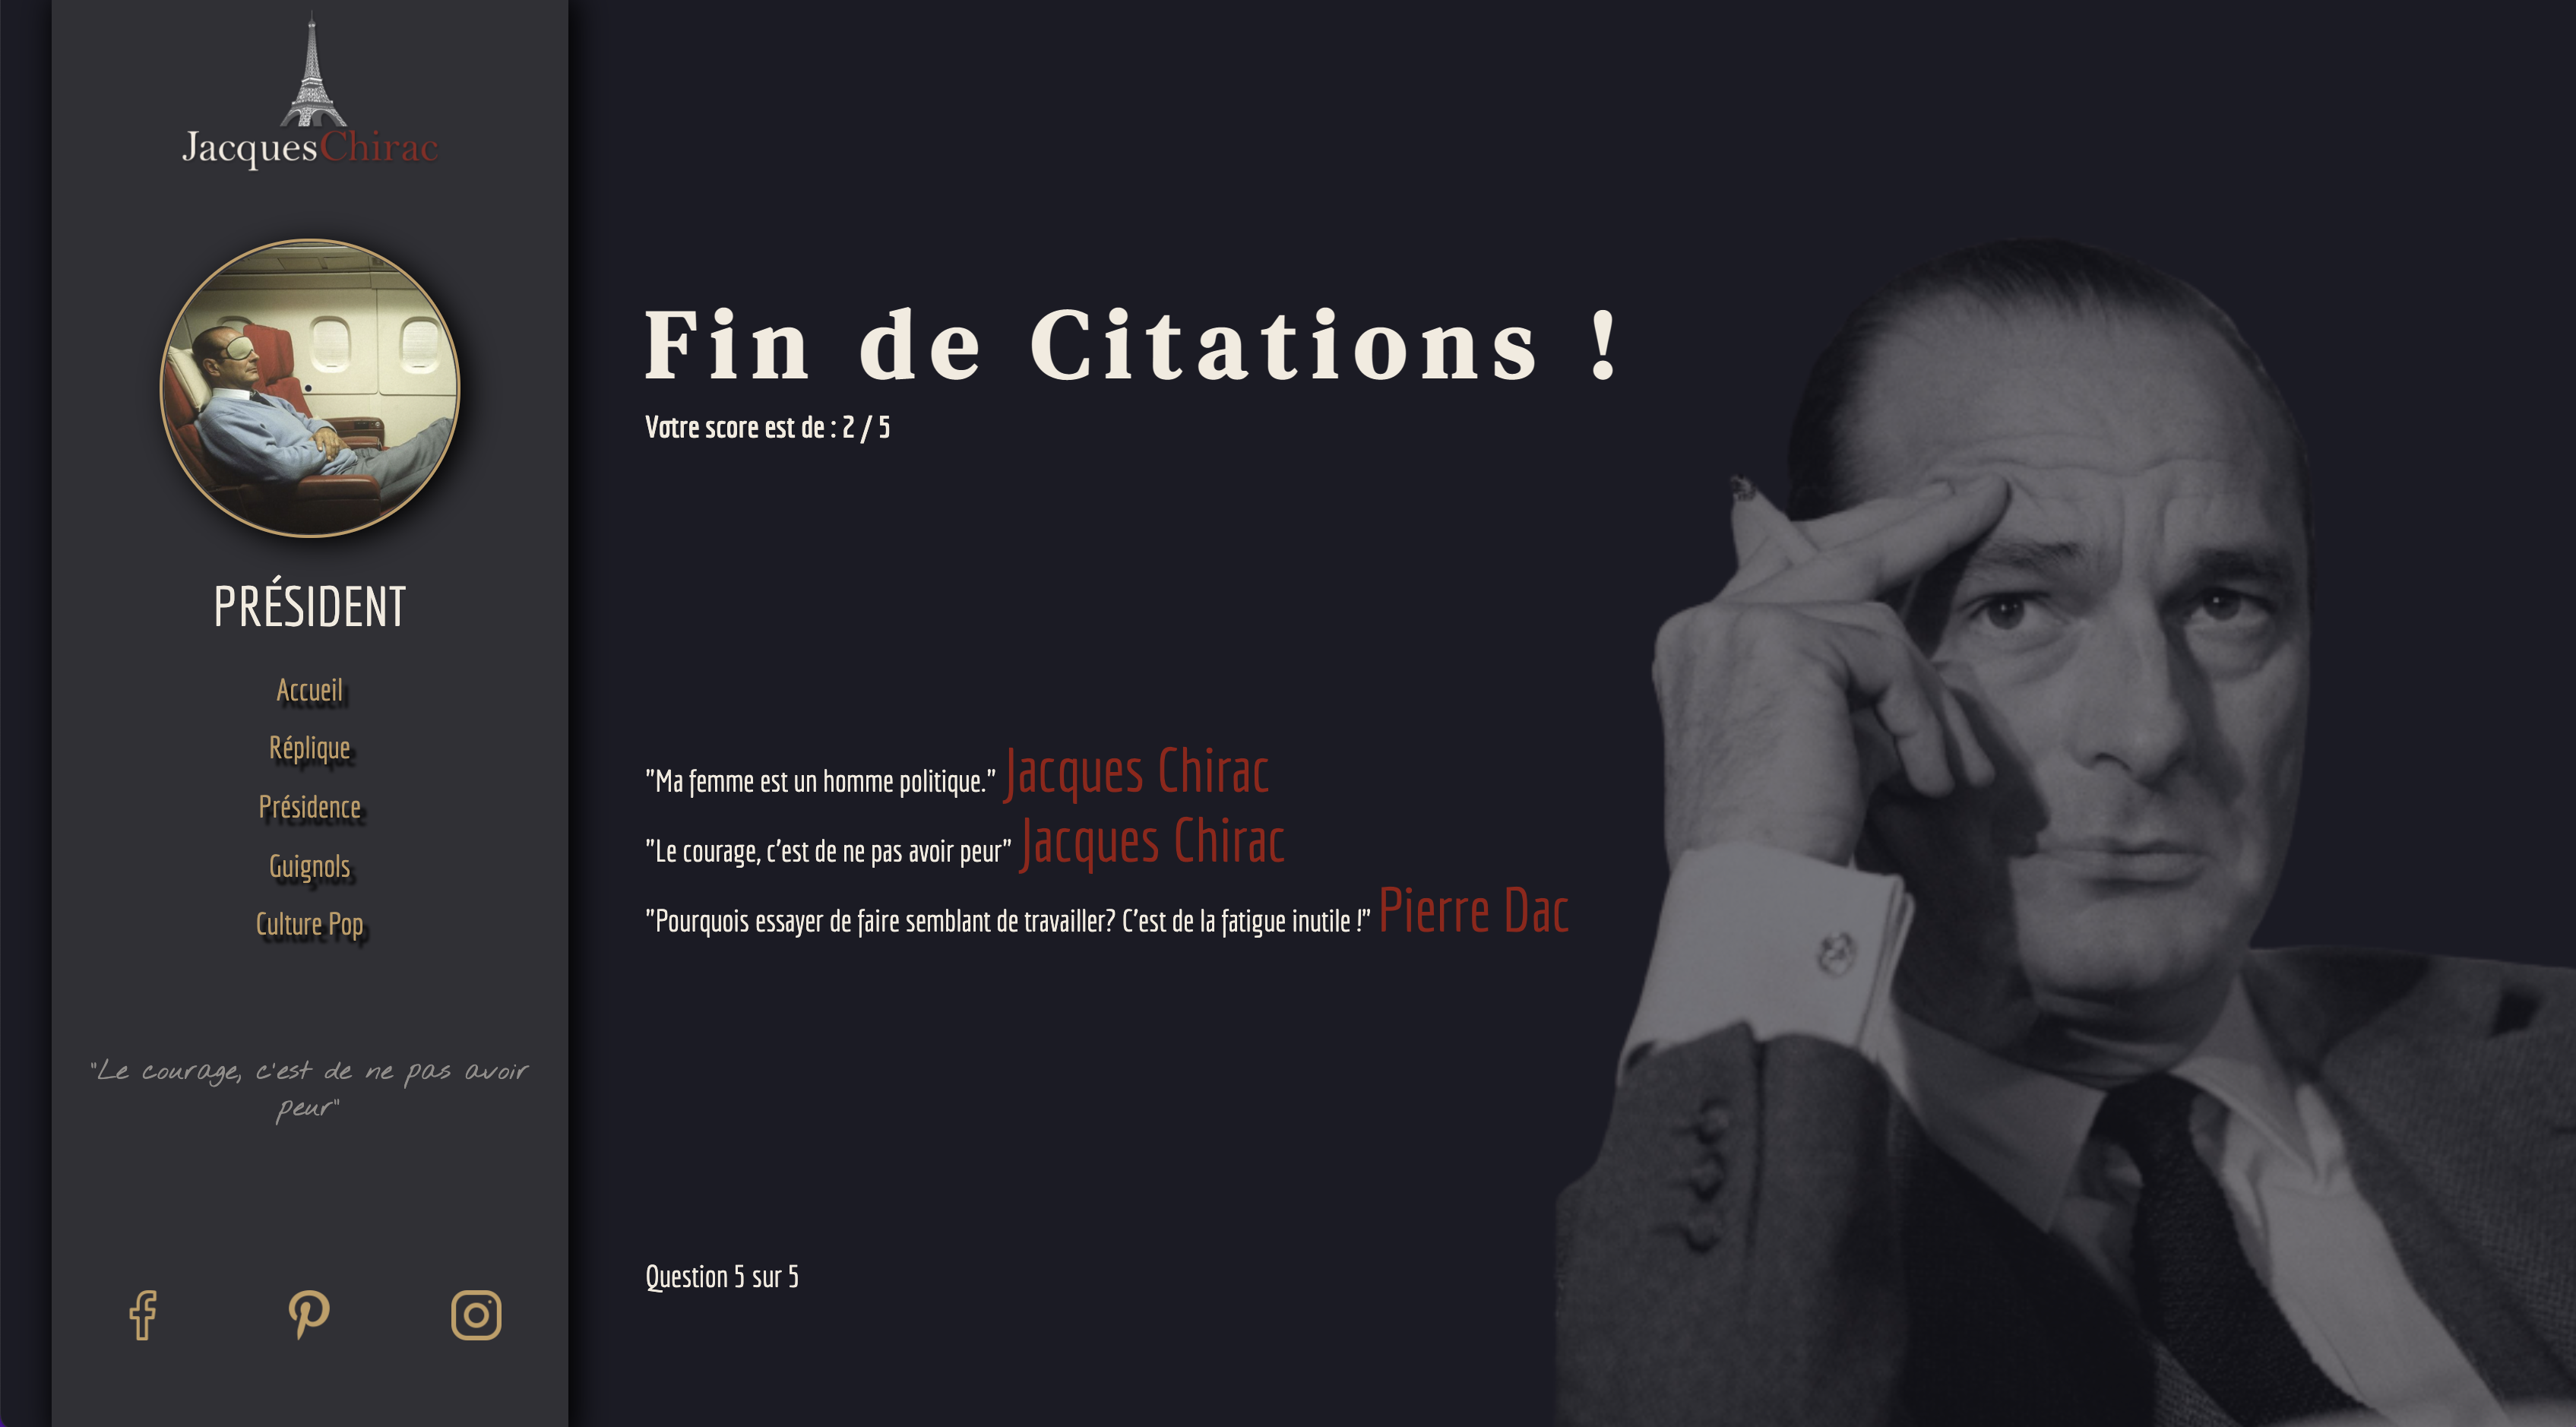 JacquesChirac
PRÉSIDENT
Accueil
Réplique
Présidence
Guignols
Culture Pop
"Le courage, c'est de ne pas avoir
peur"
Fin de Citations !
Votre score est de : 2 / 5
"Ma femme est un homme politique." Jacques Chirac
"Le courage, c'est de ne pas avoir peur" Jacques Chirac
"Pourquois essayer de faire semblant de travailler? C'est de la fatigue inutile !" Pierre Dac
Question 5 sur 5